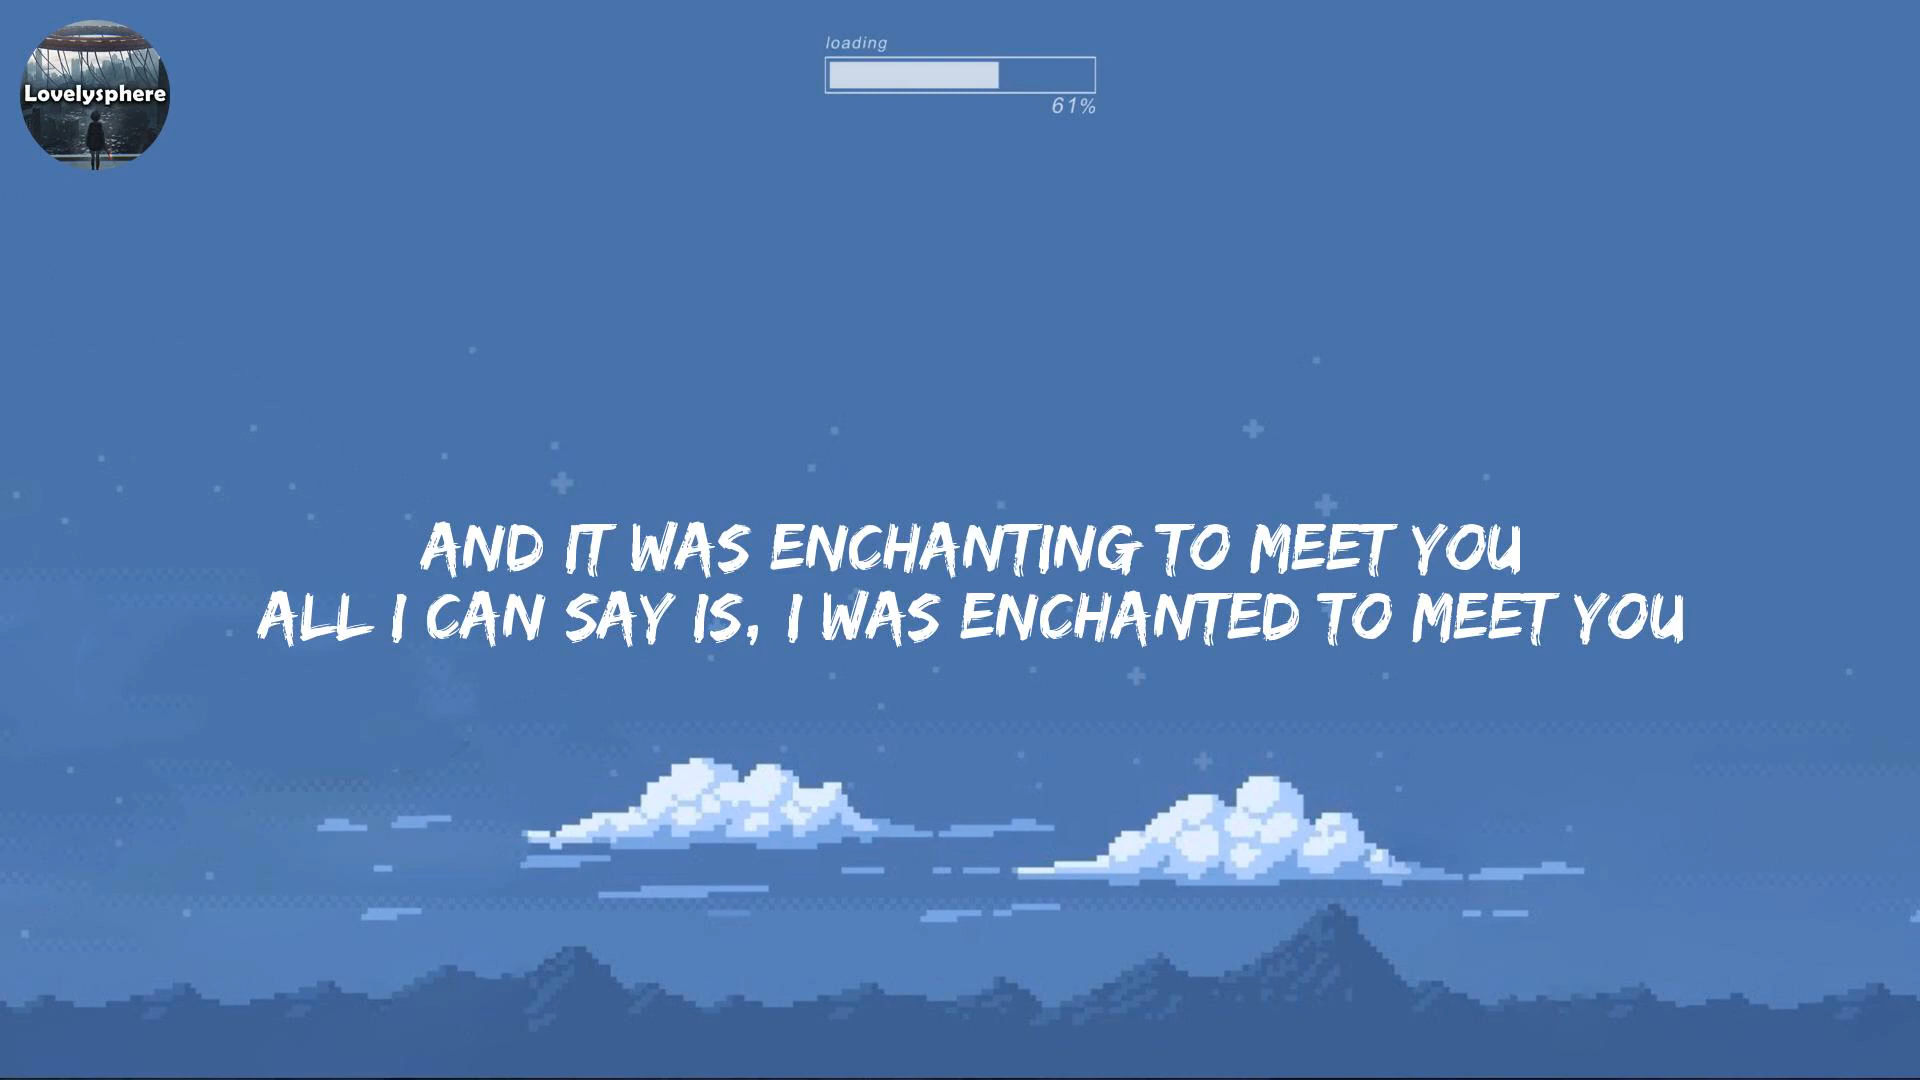 Lovelysphere
loading
61%
AND IT WAS ENCHANTING TO MEET YOU
ALL I CAN SAY IS, I WAS ENCHANTED TO MEET YOU